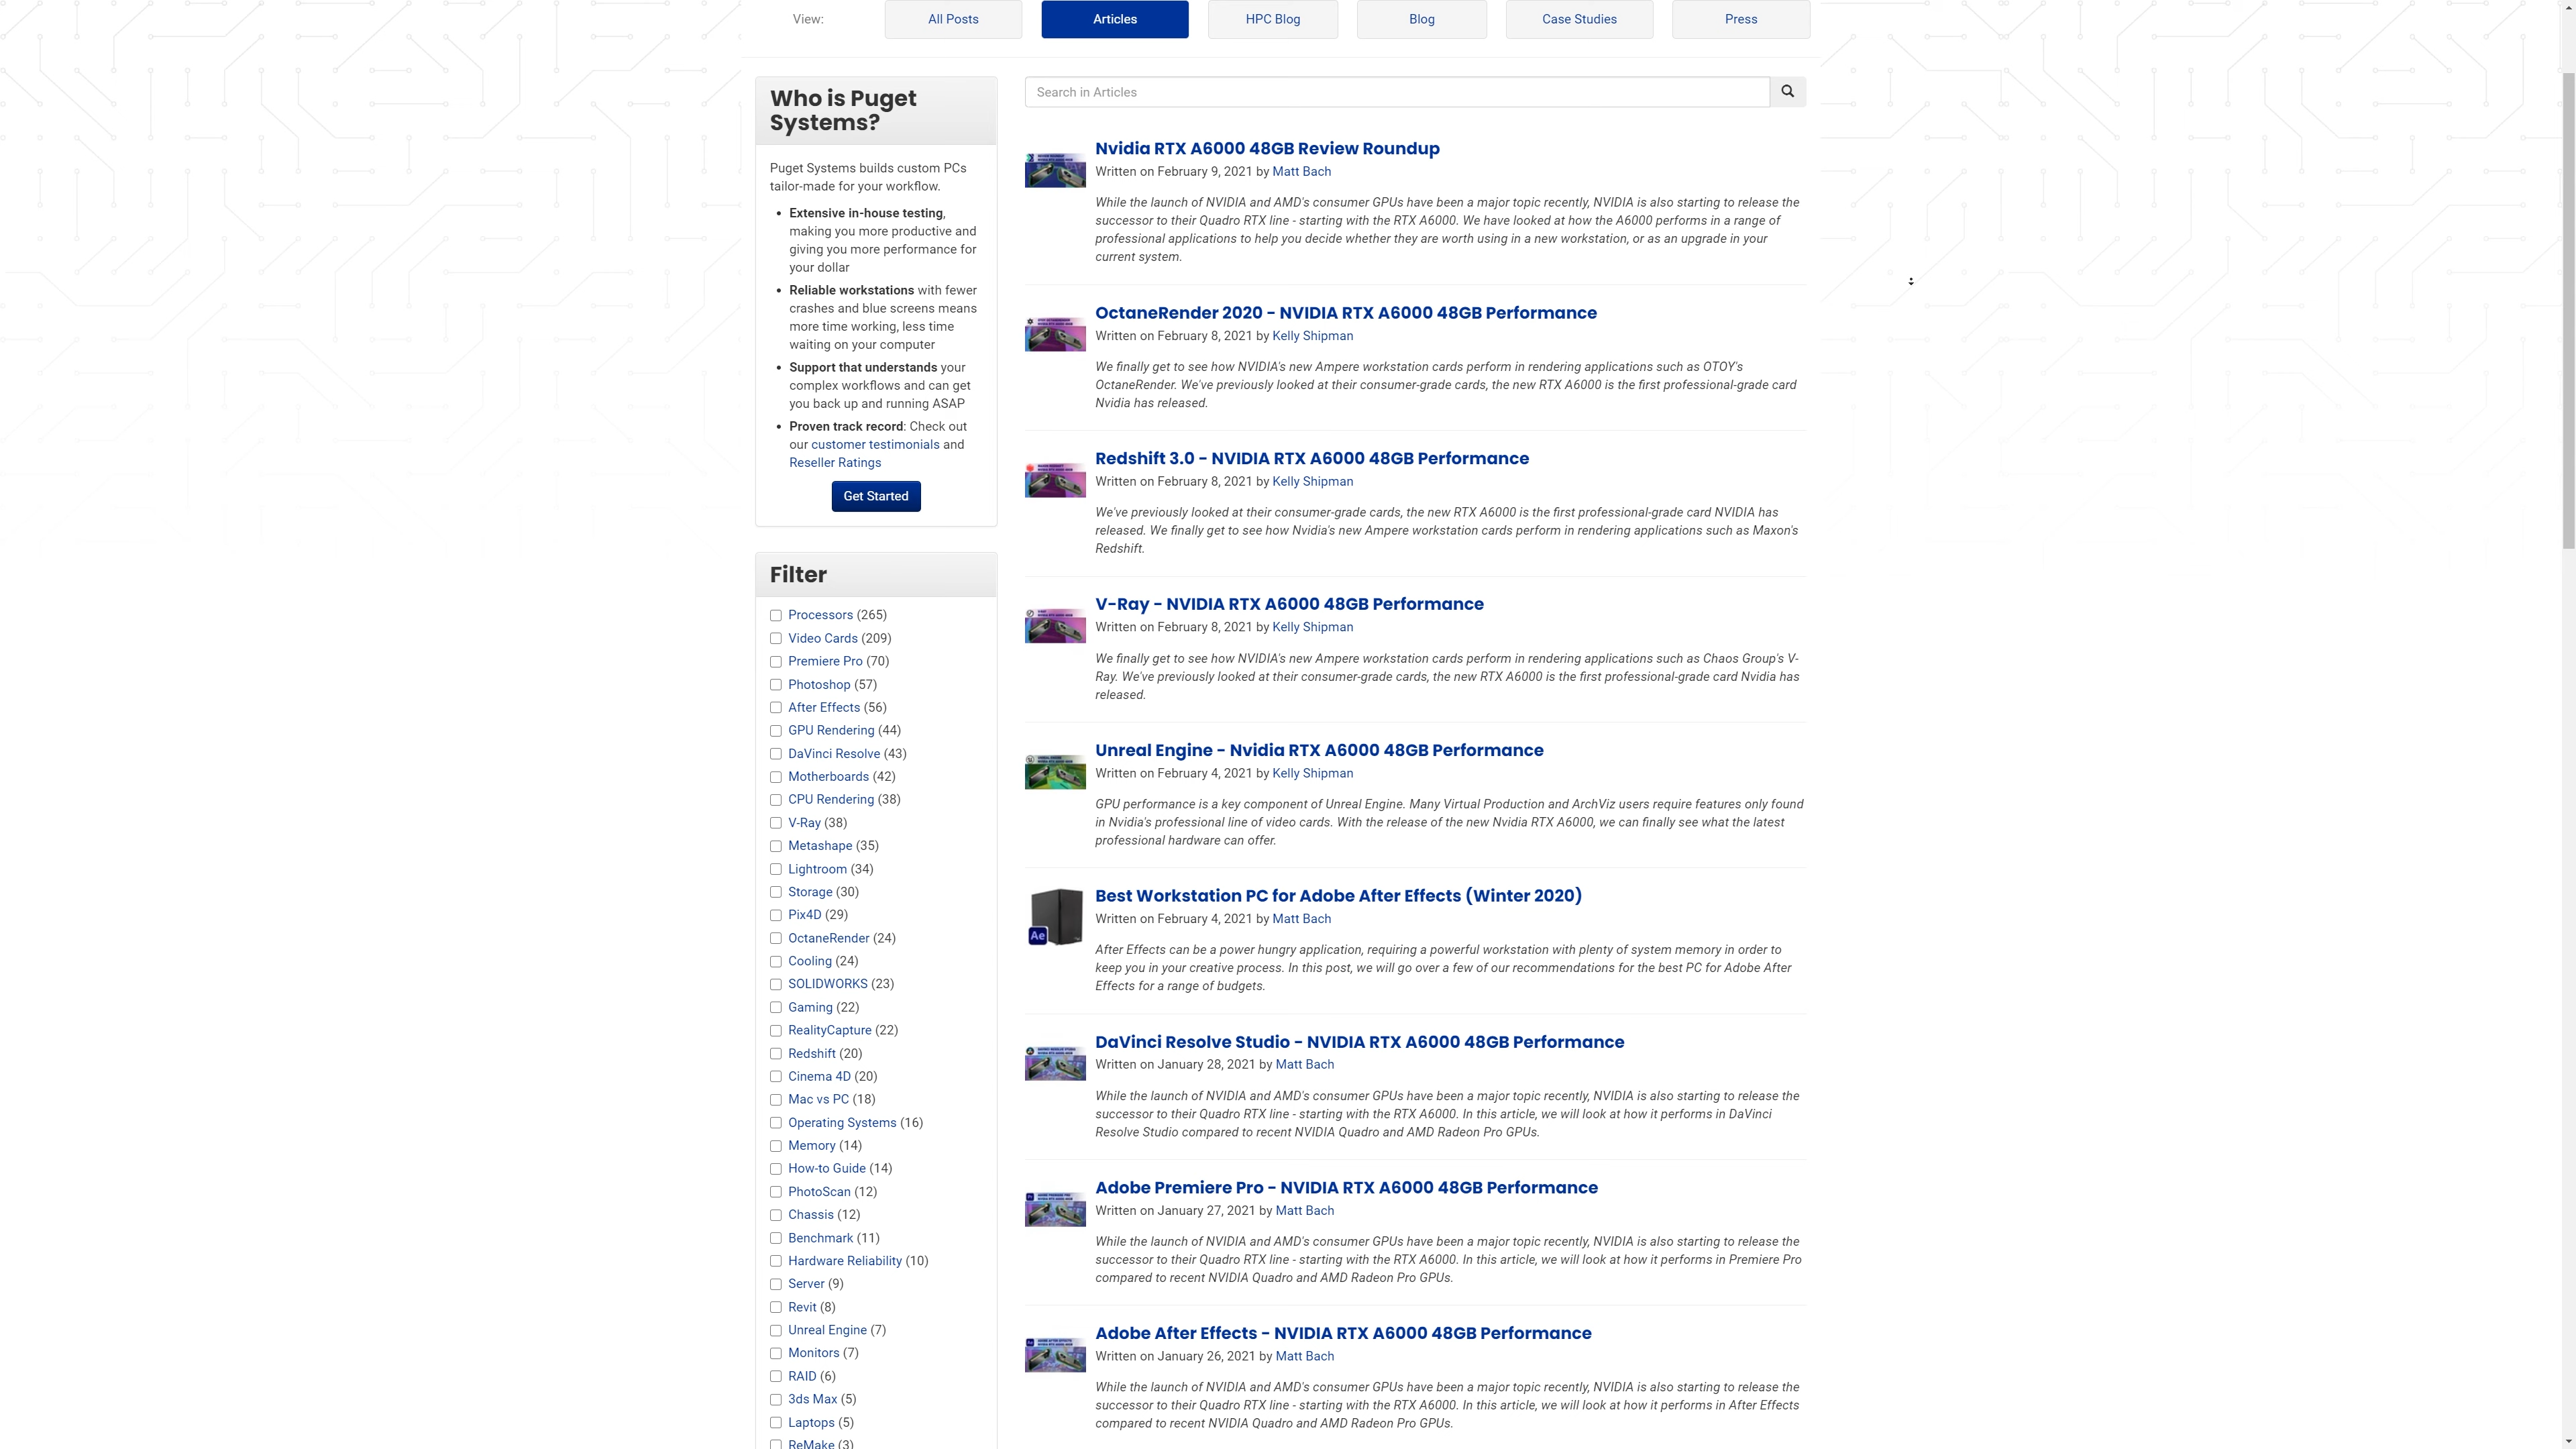 View:
All Posts
Articles
HPC Blog
Blog
Case Studies
Press
Who is Puget
Systems?
Puget Systems builds custom PCs
tailor-made for your workflow.
Extensive in-house testing,
making you more productive and
giving you more performance for
your dollar
Reliable workstations with fewer
crashes and blue screens means
more time working, less time
waiting on your computer
Support that understands your
complex workflows and can get
you back up and running ASAP
Proven track record: Check out
our customer testimonials and
Reseller Ratings
Get Started
Filter
Processors (265)
Video Cards (209)
Premiere Pro (70)
Photoshop (57)
After Effects (56)
GPU Rendering (44)
DaVinci Resolve (43)
Motherboards (42)
CPU Rendering (38)
V-Ray (38)
Metashape (35)
Lightroom (34)
Storage (30)
Pix4D (29)
OctaneRender (24)
Cooling (24)
SOLIDWORKS (23)
Gaming (22)
RealityCapture (22)
Redshift (20)
Cinema 4D (20)
Mac vs PC (18)
Operating Systems (16)
Memory (14)
How-to Guide (14)
PhotoScan (12)
Chassis (12)
Benchmark (11)
Hardware Reliability (10)
Server (9)
Revit (8)
Unreal Engine (7)
Monitors (7)
RAID (6)
3ds Max (5)
Laptops (5)
ReMake (3)
Search in Articles
Nvidia RTX A6000 48GB Review Roundup
Written on February 9, 2021 by Matt Bach
While the launch of NVIDIA and AMD's consumer GPUs have been a major topic recently, NVIDIA is also starting to release the
successor to their Quadro RTX line - starting with the RTX A6000. We have looked at how the A6000 performs in a range of
professional applications to help you decide whether they are worth using in a new workstation, or as an upgrade in your
current system.
OctaneRender 2020 - NVIDIA RTX A6000 48GB Performance
Written on February 8, 2021 by Kelly Shipman
We finally get to see how NVIDIA's new Ampere workstation cards perform in rendering applications such as OTOY's
OctaneRender. We've previously looked at their consumer-grade cards, the new RTX A6000 is the first professional-grade card
Nvidia has released.
Redshift 3.0 - NVIDIA RTX A6000 48GB Performance
Written on February 8, 2021 by Kelly Shipman
We've previously looked at their consumer-grade cards, the new RTX A6000 is the first professional-grade card NVIDIA has
released. We finally get to see how Nvidia's new Ampere workstation cards perform in rendering applications such as Maxon's
Redshift.
V-Ray - NVIDIA RTX A6000 48GB Performance
Written on February 8, 2021 by Kelly Shipman
We finally get to see how NVIDIA's new Ampere workstation cards perform in rendering applications such as Chaos Group's V-
Ray. We've previously looked at their consumer-grade cards, the new RTX A6000 is the first professional-grade card Nvidia has
released.
Unreal Engine - Nvidia RTX A6000 48GB Performance
Written on February 4, 2021 by Kelly Shipman
GPU performance is a key component of Unreal Engine. Many Virtual Production and ArchViz users require features only found
in Nvidia's professional line of video cards. With the release of the new Nvidia RTX A6000, we can finally see what the latest
professional hardware can offer.
Ae
Best Workstation PC for Adobe After Effects (Winter 2020)
Written on February 4, 2021 by Matt Bach
After Effects can be a power hungry application, requiring a powerful workstation with plenty of system memory in order to
keep you in your creative process. In this post, we will go over a few of our recommendations for the best PC for Adobe After
Effects for a range of budgets.
DaVinci Resolve Studio - NVIDIA RTX A6000 48GB Performance
Written on January 28, 2021 by Matt Bach
While the launch of NVIDIA and AMD's consumer GPUs have been a major topic recently, NVIDIA is also starting to release the
successor to their Quadro RTX line - starting with the RTX A6000. In this article, we will look at how it performs in DaVinci
Resolve Studio compared to recent NVIDIA Quadro and AMD Radeon Pro GPUs.
Adobe Premiere Pro - NVIDIA RTX A6000 48GB Performance
Written on January 27, 2021 by Matt Bach
While the launch of NVIDIA and AMD's consumer GPUs have been a major topic recently, NVIDIA is also starting to release the
successor to their Quadro RTX line - starting with the RTX A6000. In this article, we will look at how it performs in Premiere Pro
compared to recent NVIDIA Quadro and AMD Radeon Pro GPUs.
Adobe After Effects - NVIDIA RTX A6000 48GB Performance
Written on January 26, 2021 by Matt Bach
While the launch of NVIDIA and AMD's consumer GPUs have been a major topic recently, NVIDIA is also starting to release the
successor to their Quadro RTX line - starting with the RTX A6000. In this article, we will look at how it performs in After Effects
compared to recent NVIDIA Quadro and AMD Radeon Pro GPUs.